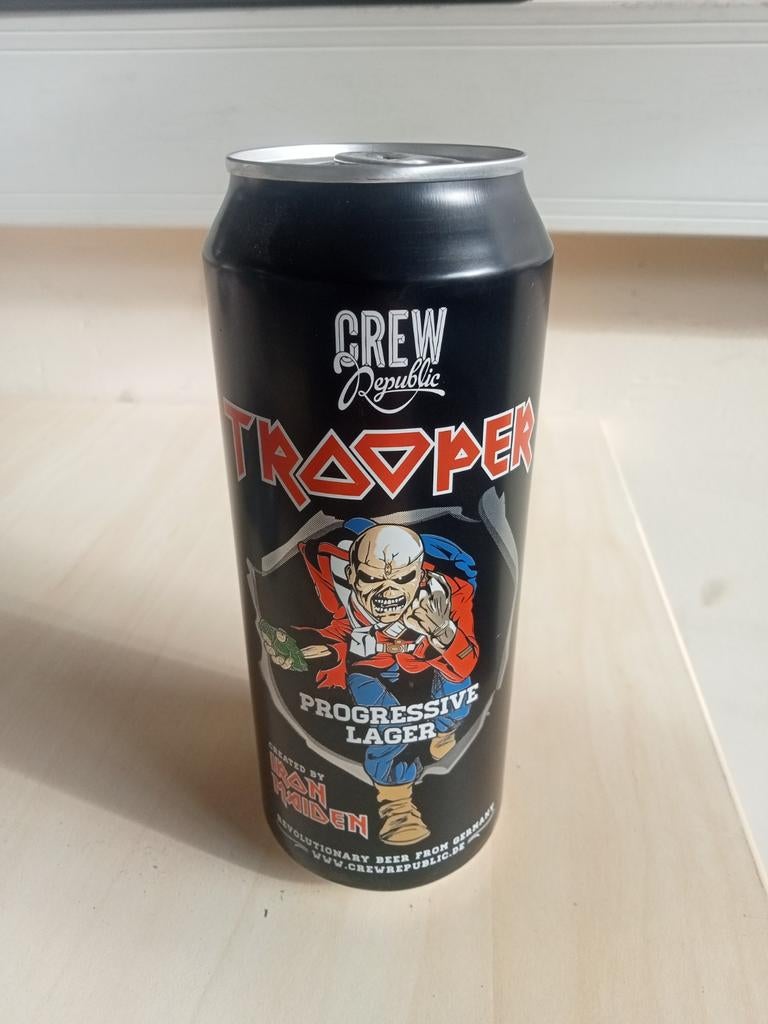 CREW
Republic
TROOPER
PROGRESSIVE
LAGER
CREATED BY
IRON
MAIDEN
REVOLUTIONARY BEER FROM GERMANY
WWW.CREWREPUBLIC.DE